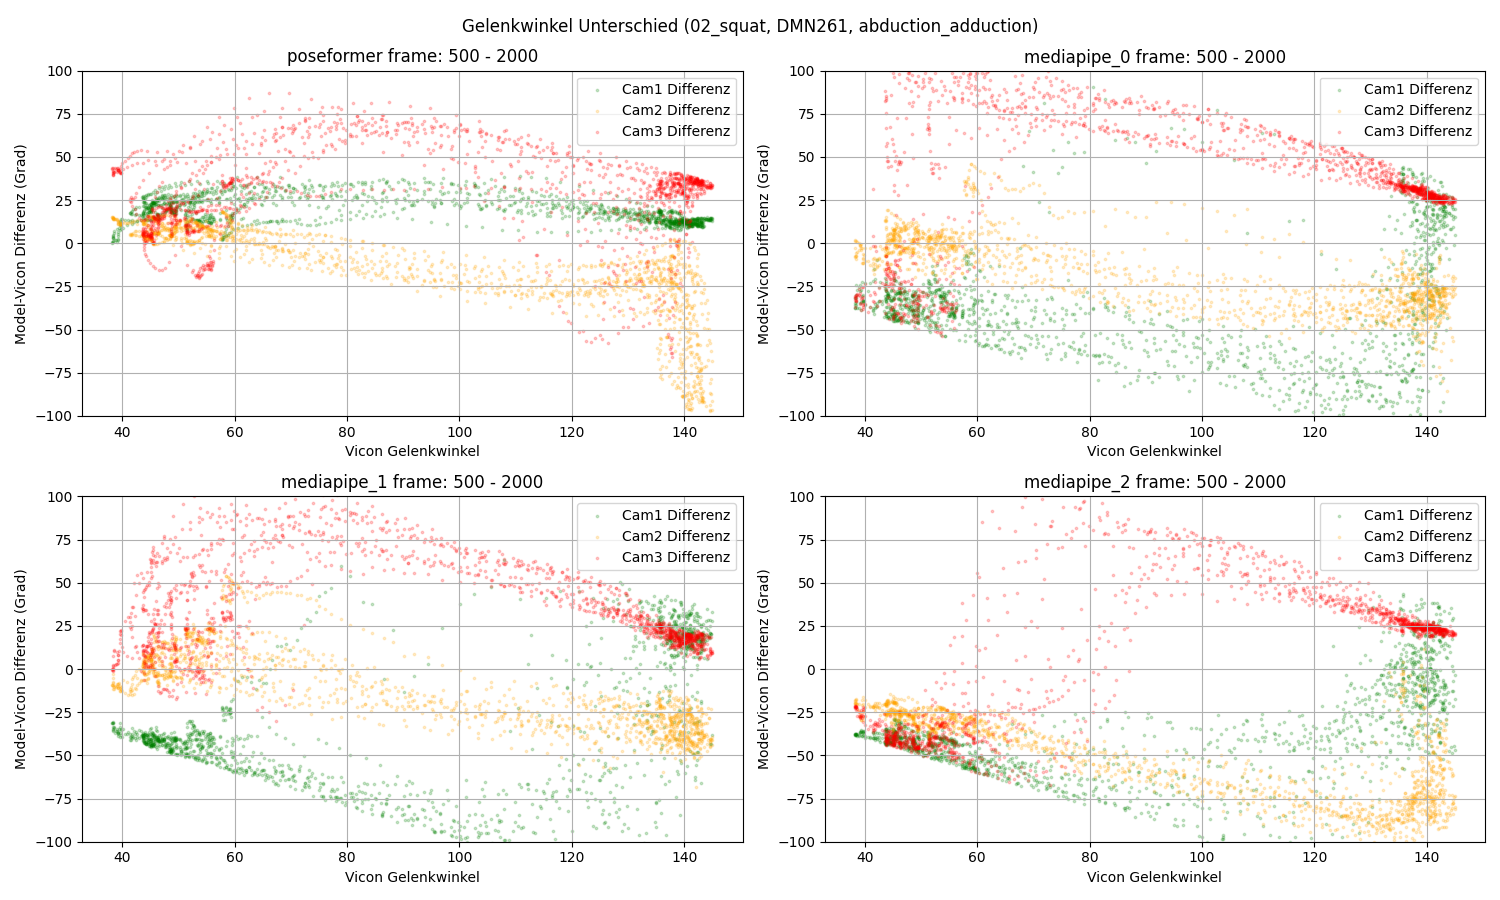 Gelenkwinkel Unterschied (02_squat, DMN261, abduction_adduction)
poseformer frame: 500 - 2000
Model-Vicon Differenz (Grad)
100
75
50
25
0
−25
−50
−75
−100
Cam1 Differenz
Cam2 Differenz
Cam3 Differenz
40 60 80 100 120 140
Vicon Gelenkwinkel
mediapipe_0 frame: 500 - 2000
Model-Vicon Differenz (Grad)
100
75
50
25
0
−25
−50
−75
−100
Cam1 Differenz
Cam2 Differenz
Cam3 Differenz
40 60 80 100 120 140
Vicon Gelenkwinkel
mediapipe_1 frame: 500 - 2000
Model-Vicon Differenz (Grad)
100
75
50
25
0
−25
−50
−75
−100
Cam1 Differenz
Cam2 Differenz
Cam3 Differenz
40 60 80 100 120 140
Vicon Gelenkwinkel
mediapipe_2 frame: 500 - 2000
Model-Vicon Differenz (Grad)
100
75
50
25
0
−25
−50
−75
−100
Cam1 Differenz
Cam2 Differenz
Cam3 Differenz
40 60 80 100 120 140
Vicon Gelenkwinkel